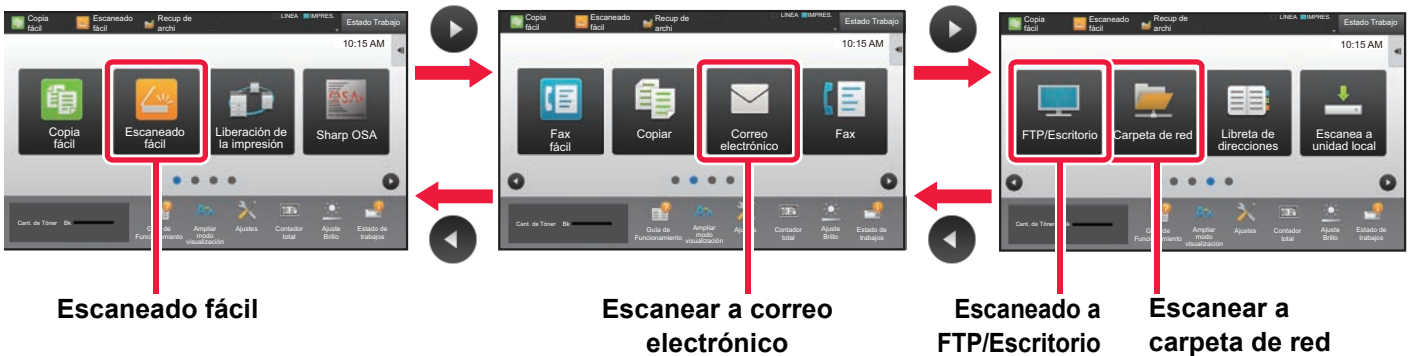 Copia
fácil
Escaneado
fácil
Recup de
archi
LINEA
IMPRES.
Estado Trabajo
10:15 AM
Copia
fácil
Escaneado
fácil
Liberación de
la impresión
Sharp OSA
Cant. de Tóner Bk
Funcionamiento
Ampliar
modo
visualización
Ajustes
Contador
total
Ajuste
Brillo
Estado de
trabajos
Copia
fácil
Escaneado
fácil
Recup de
archi
LINEA
IMPRES.
Estado Trabajo
10:15 AM
Fax
fácil
Copiar
Correo
electrónico
Fax
Cant. de Tóner Bk
Guía de
Funcionamiento
Ampliar
modo
visualización
Contador
total
Ajuste
Brillo
Estado de
trabajos
Copia
fácil
Escaneado
fácil
Recup de
archi
LINEA
IMPRES.
Estado Trabajo
10:15 AM
FTP/Escritorio
Carpeta de red
Libreta de
direcciones
Escanea a
unidad local
Cant. de Tóner
Ampliar
modo
visualización
Ajustes
Contador
total
Ajuste
Brillo
Estado de
trabajos
Escaneado fácil
Escanear a correo
electrónico
Escaneado a
FTP/Escritorio
Escanear a
carpeta de red